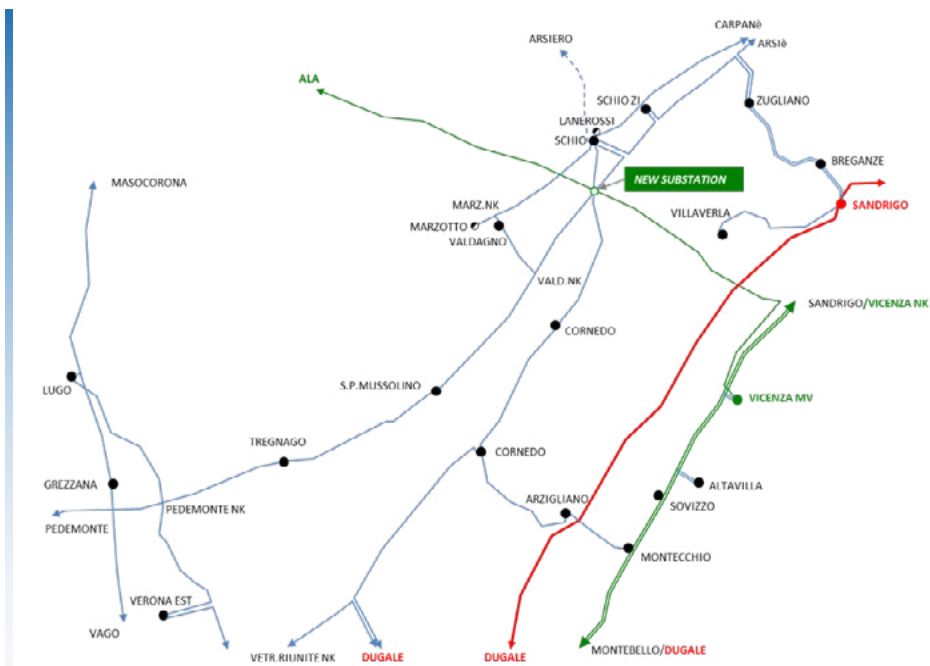 CARPANè
ARSIERO
ARSIè
ALA
SCHIO ZI
ZUGLIANO
LANEROSSI
SCHIO
BREGANZE
NEW SUBSTATION
MASOCORONA
SANDRIGO
MARZ.NK
VILLAVERLA
MARZOTTO
VALDAGNO
VALD.NK
SANDRIGO/VICENZA NK
CORNEDO
LUGO
S.P.MUSSOLINO
VICENZA MV
TREGNAGO
CORNEDO
GREZZANA
ALTAVILLA
ARZIGLIANO
SOVIZZO
PEDEMONTE NK
PEDEMONTE
MONTECCHIO
VERONA EST
VAGO
VETR.RIUNITE NK
DUGALE
DUGALE
MONTEBELLO/DUGALE